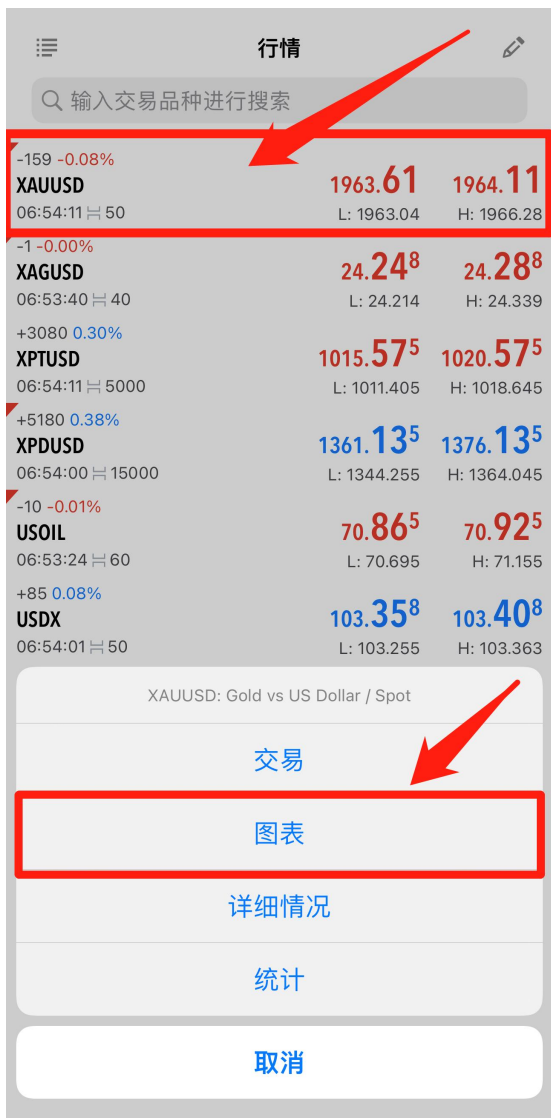 行情
输入交易品种进行搜索
-159 -0.08%
XAUUSD 1963.61 1964.11
06:54:11 50 L: 1963.04 H: 1966.28
-1 -0.00%
XAGUSD 24.248 24.288
06:53:40 40 L: 24.214 H: 24.339
+3080 0.30%
XPTUSD 1015.575 1020.575
06:54:11 5000 L: 1011.405 H: 1018.645
+5180 0.38%
XPDUSD 1361.135 1376.135
06:54:00 15000 L: 1344.255 H: 1364.045
-10 -0.01%
USOIL 70.865 70.925
06:53:24 60 L: 70.695 H: 71.155
+85 0.08%
USDX 103.358 103.408
06:54:01 50 L: 103.255 H: 103.363
XAUUSD: Gold vs US Dollar / Spot
交易
图表
详细情况
统计
取消